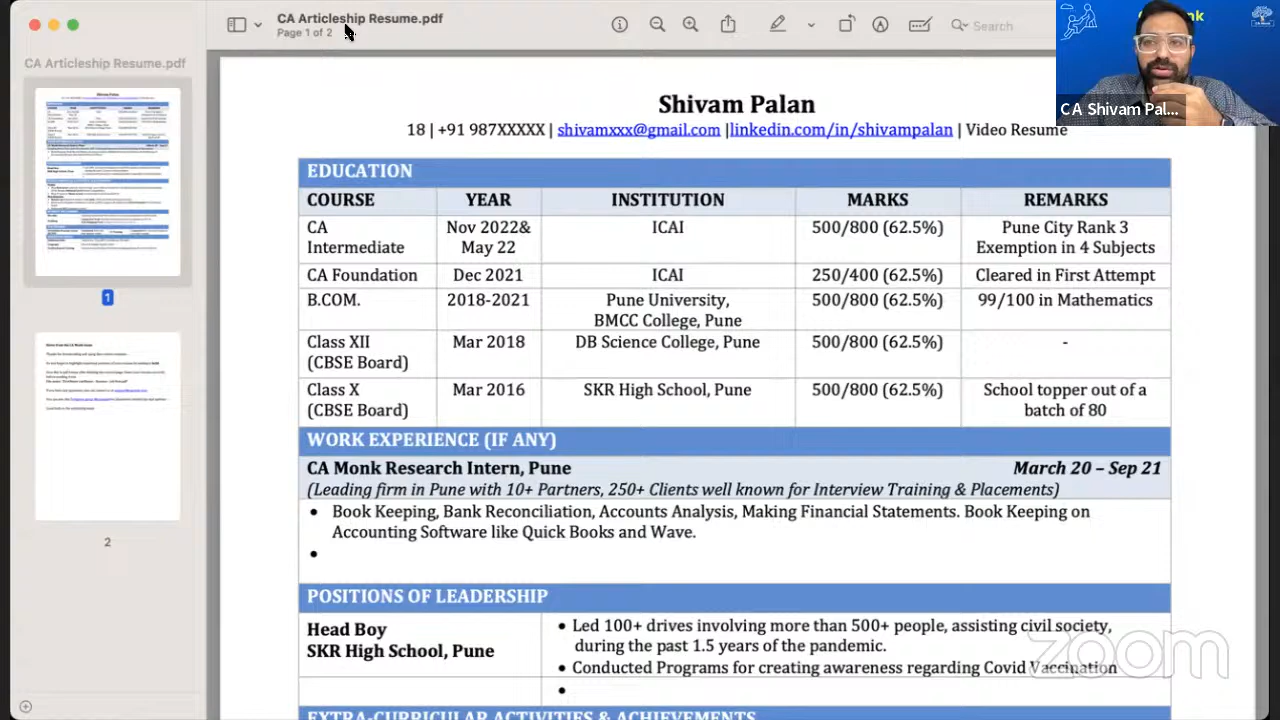 CA Articleship Resume.pdf
Page 1 of 2
Search
CA Shivam Pal...
CA Articleship Resume.pdf
1
2
Shivam Palan
18 | +91 987XXXXX | shivamxxx@gmail.com |linkedin.com/in/shivampalan | Video Resume
EDUCATION
COURSE YEAR INSTITUTION MARKS REMARKS
CA Intermediate Nov 2022& May 22 ICAI 500/800 (62.5%) Pune City Rank 3 Exemption in 4 Subjects
CA Foundation Dec 2021 ICAI 250/400 (62.5%) Cleared in First Attempt
B.COM. 2018-2021 Pune University, BMCC College, Pune 500/800 (62.5%) 99/100 in Mathematics
Class XII (CBSE Board) Mar 2018 DB Science College, Pune 500/800 (62.5%) -
Class X (CBSE Board) Mar 2016 SKR High School, Pune 500/800 (62.5%) School topper out of a batch of 80
WORK EXPERIENCE (IF ANY)
CA Monk Research Intern, Pune March 20 – Sep 21
(Leading firm in Pune with 10+ Partners, 250+ Clients well known for Interview Training & Placements)
• Book Keeping, Bank Reconciliation, Accounts Analysis, Making Financial Statements. Book Keeping on
Accounting Software like Quick Books and Wave.
•
POSITIONS OF LEADERSHIP
Head Boy
SKR High School, Pune
• Led 100+ drives involving more than 500+ people, assisting civil society,
during the past 1.5 years of the pandemic.
• Conducted Programs for creating awareness regarding Covid Vaccination
•
EXTRA-CURRICULAR ACTIVITIES & ACHIEVEMENTS
zoom